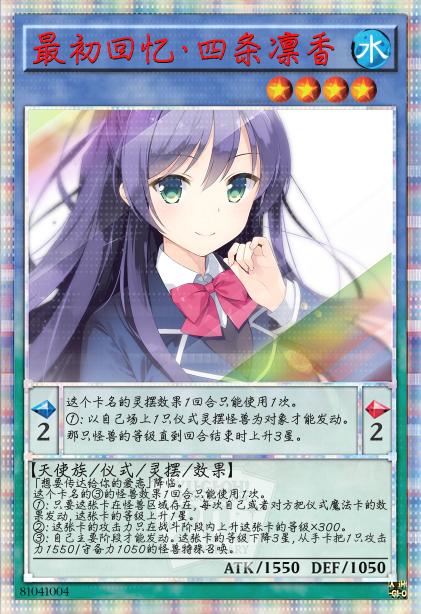 最初回忆·四条凛香
水
这个卡名的灵摆效果1回合只能使用1次。
①:以自己场上1只仪式灵摆怪兽为对象才能发动。
那只怪兽的等级直到回合结束时上升3星。
2
2
【天使族/仪式/灵摆/效果】
「想要传达给你的爱恋」降临。
这个卡名的③的怪兽效果1回合只能使用1次。
①:只要这张卡在怪兽区域存在,每次自己或者对方把仪式魔法卡的效
果发动,这张卡的等级上升1星。
②:这张卡的攻击力只在战斗阶段内上升这张卡的等级×300。
③:自己主要阶段才能发动。这张卡的等级下降3星,从手卡把1只攻击
力1550/守备力1050的怪兽特殊召唤。
ATK/1550 DEF/1050
81041004